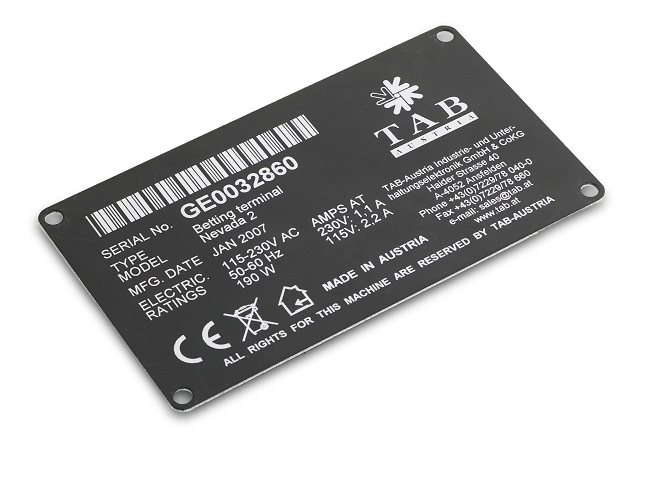 SERIAL No. GE0032860
TYPE Betting terminal
MODEL Nevada 2
MFG. DATE JAN 2007
ELECTRIC. 115-230V AC
RATINGS 50-60 Hz
190 W
AMPS AT
230V: 1.1 A
115V: 2.2 A
TAB
AUSTRIA
TAB-Austria Industrie- und Unter-
haltungselektronik GmbH & CoKG
Haider Strasse 40
A-4052 Ansfelden
Phone +43(0)7229/78 040-0
Fax +43(0)7229/78 660
e-mail: sales@tab.at
www.tab.at
CE
MADE IN AUSTRIA
ALL RIGHTS FOR THIS MACHINE ARE RESERVED BY TAB-AUSTRIA